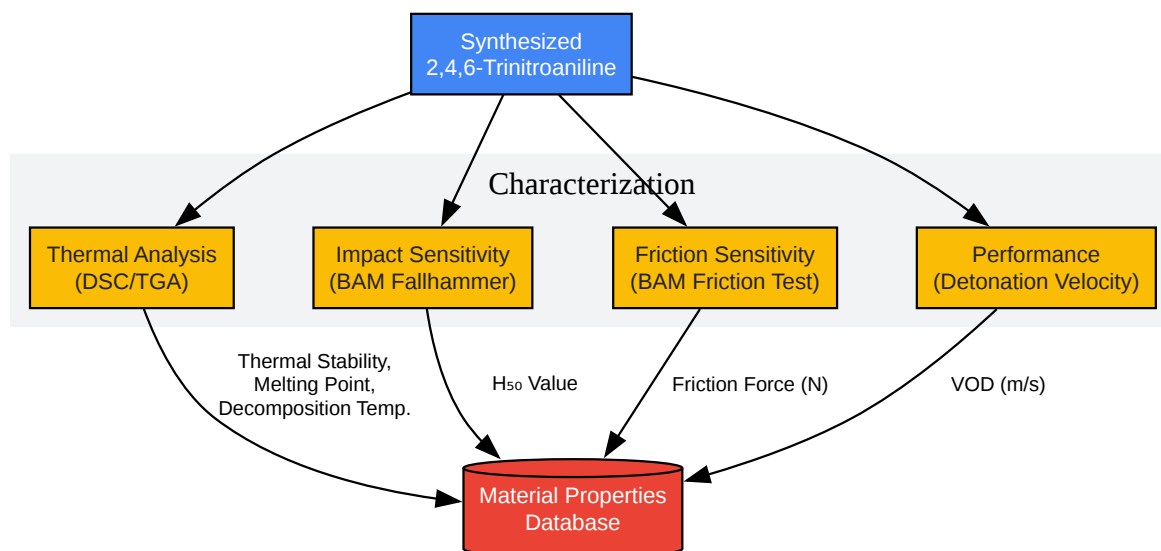 Synthesized
2,4,6-Trinitroaniline
Characterization
Thermal Analysis
(DSC/TGA)
Impact Sensitivity
(BAM Fallhammer)
Friction Sensitivity
(BAM Friction Test)
Performance
(Detonation Velocity)
Thermal Stability,
Melting Point,
Decomposition Temp.
H₅₀ Value
Friction Force (N)
VOD (m/s)
Material Properties
Database